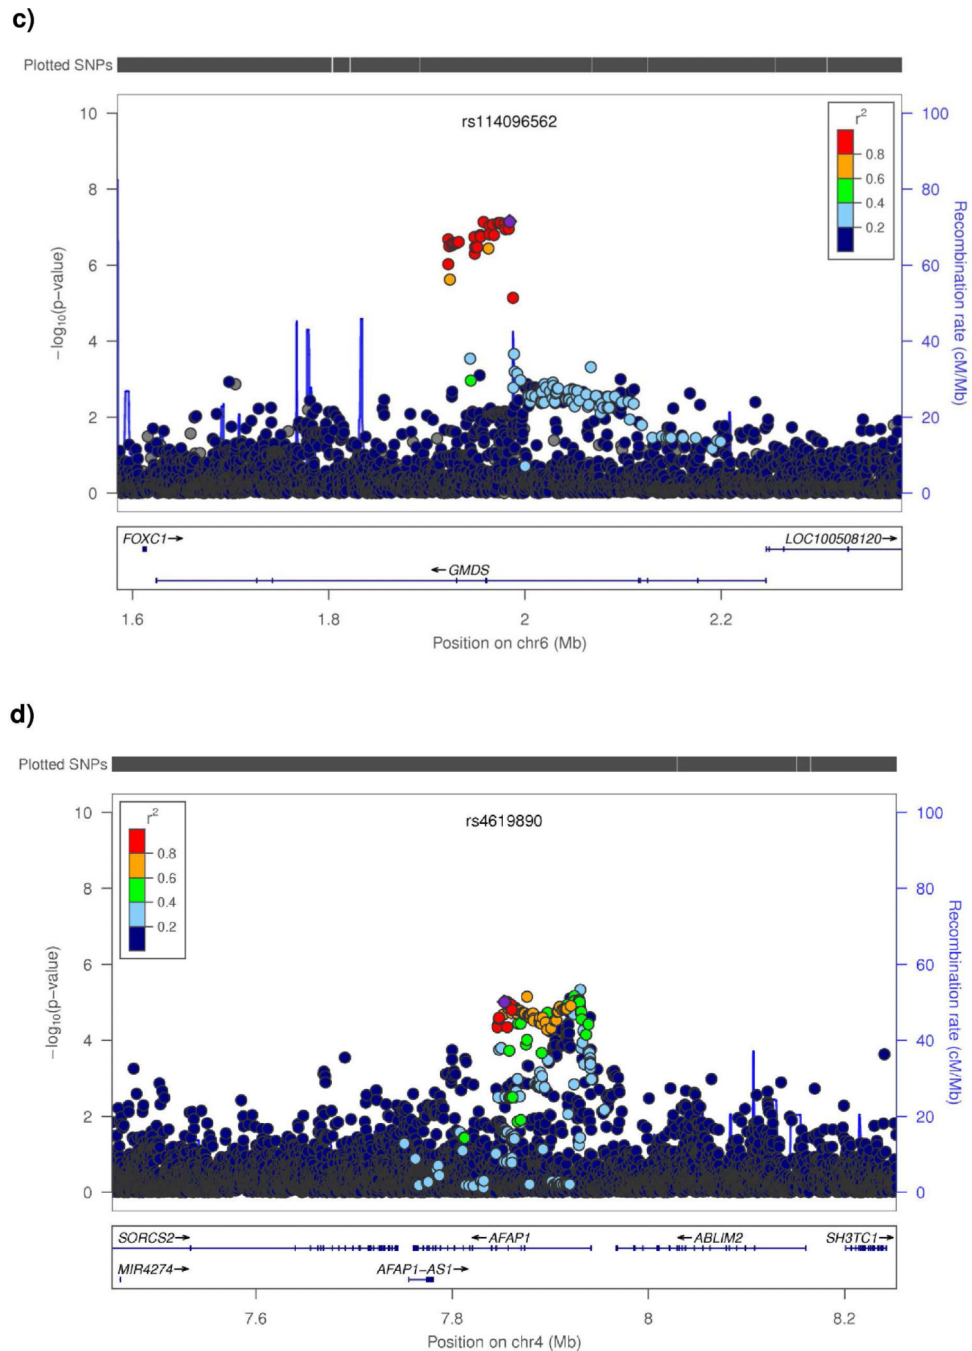 c)
Plotted SNPs
rs114096562
r2
0.8
0.6
0.4
0.2
10
8
6
4
2
0
−log10(p−value)
100
80
60
40
20
0
Recombination rate (cM/Mb)
FOXC1→
LOC100508120→
←GMDS
1.6 1.8 2 2.2
Position on chr6 (Mb)
d)
Plotted SNPs
rs4619890
r2
0.8
0.6
0.4
0.2
10
8
6
4
2
0
−log10(p−value)
100
80
60
40
20
0
Recombination rate (cM/Mb)
SORCS2→ ←AFAP1 ←ABLIM2 SH3TC1→
MIR4274→ AFAP1−AS1→
7.6 7.8 8 8.2
Position on chr4 (Mb)